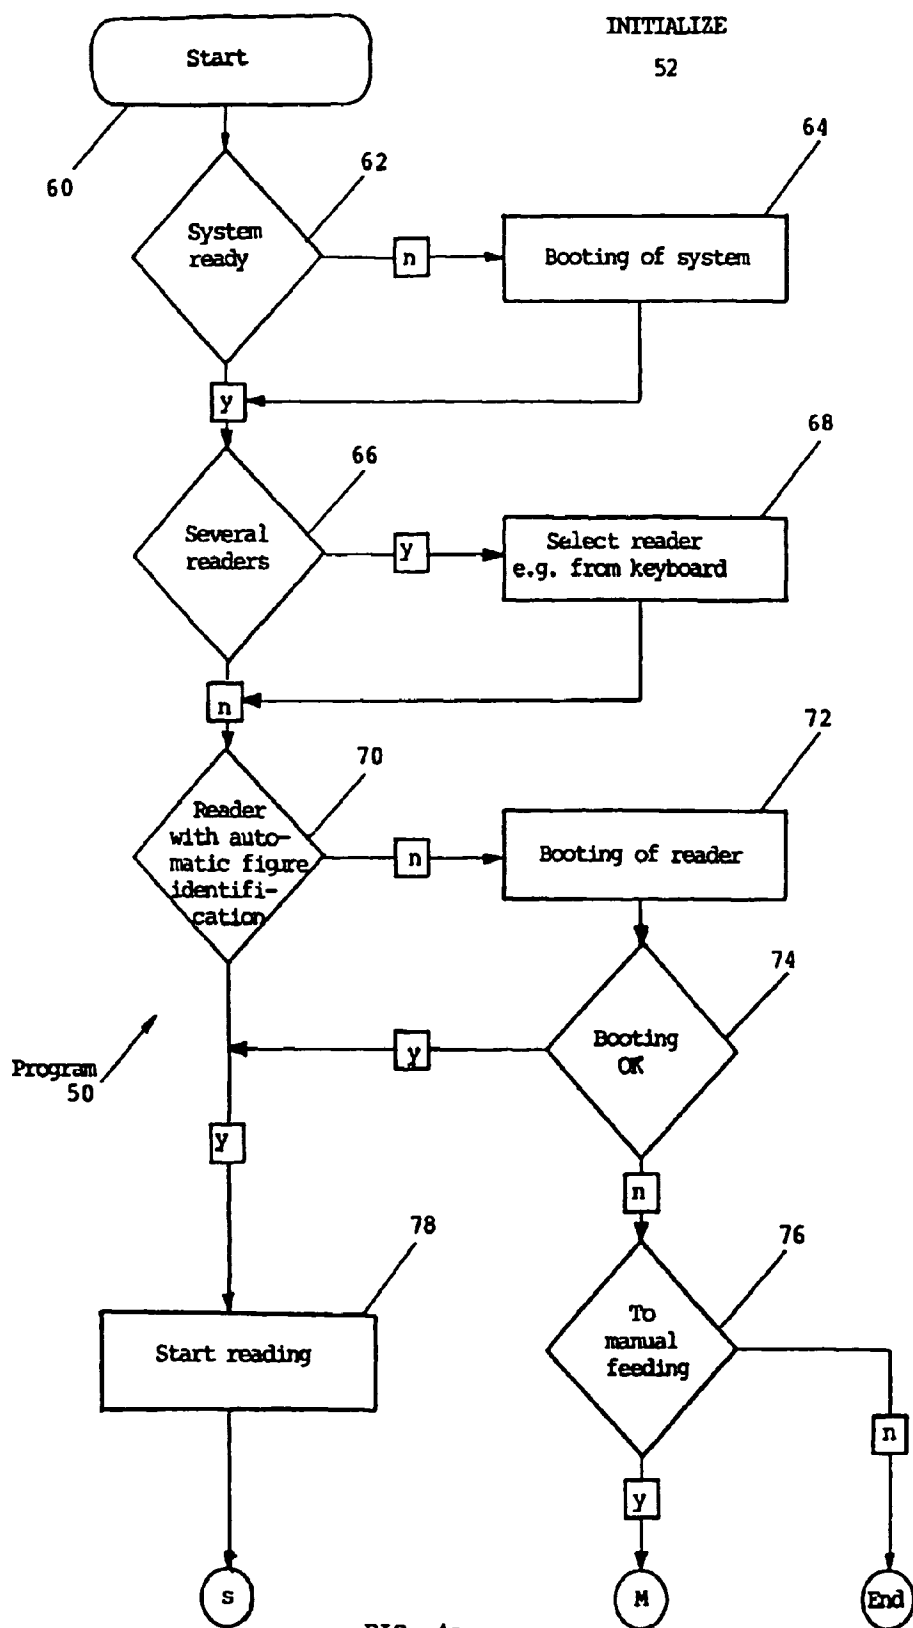 INITIALIZE
52
Start
60
62
64
System
ready
n
Booting of system
y
66
68
Several
readers
y
Select reader
e.g. from keyboard
n
70
72
Reader
with auto-
matic figure
identifi-
cation
n
Booting of reader
74
Booting
OK
y
Program
50
y
n
78
76
Start reading
To
manual
feeding
n
y
s
M
End